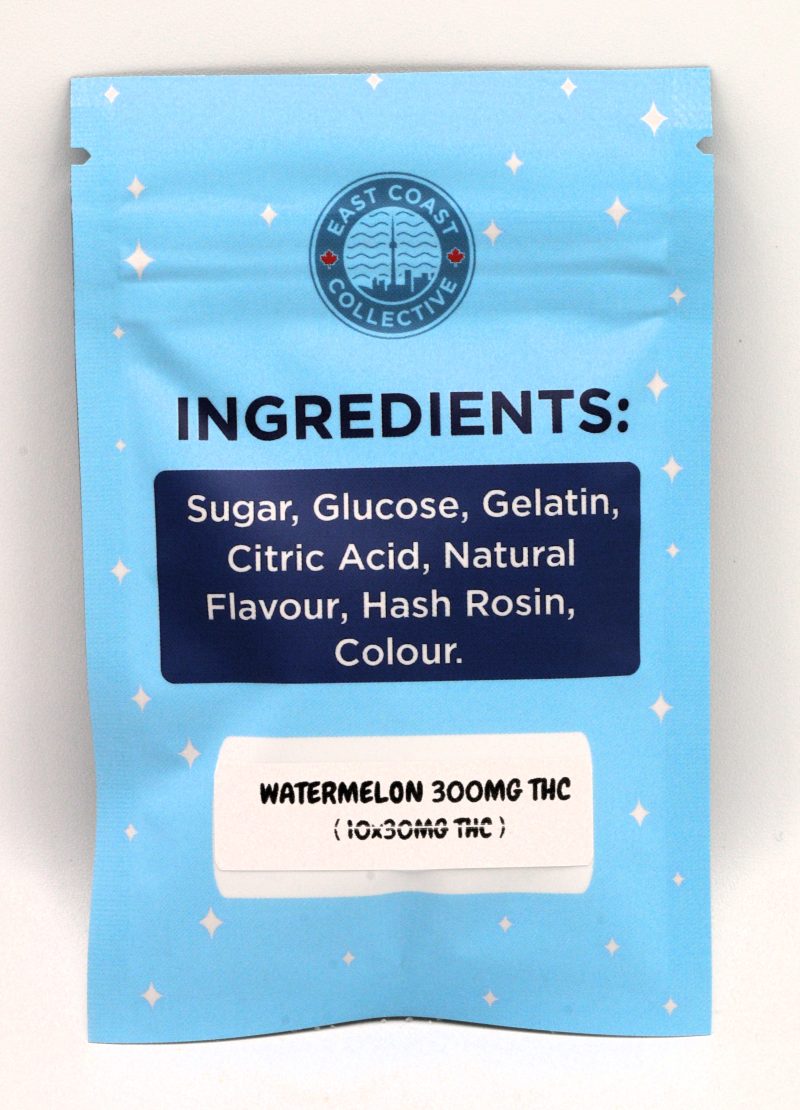 EAST COAST
COLLECTIVE
INGREDIENTS:
Sugar, Glucose, Gelatin,
Citric Acid, Natural
Flavour, Hash Rosin,
Colour.
WATERMELON 300MG THC
(10x30MG THC)